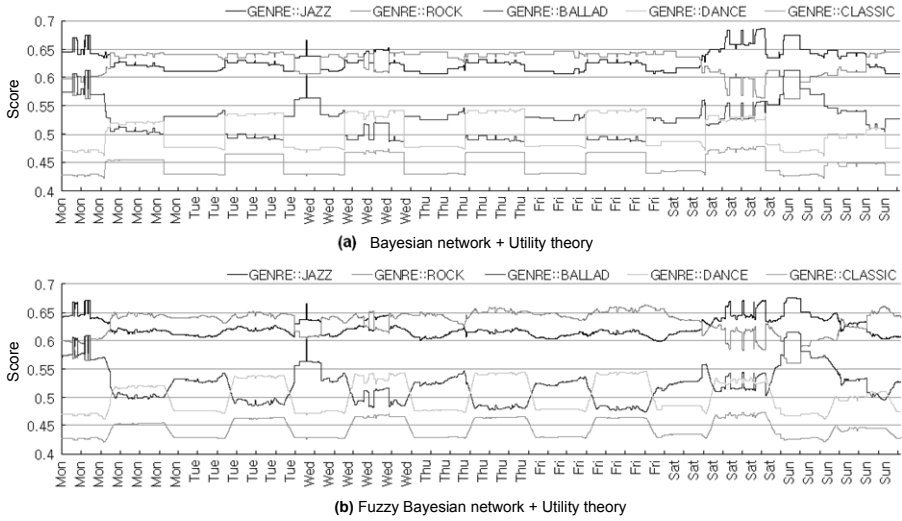 GENRE::JAZZ GENRE::ROCK GENRE::BALLAD GENRE::DANCE GENRE::CLASSIC
0.7
0.65
0.6
0.55
0.5
0.45
0.4
Score
Mon Mon Mon Mon Mon Mon Mon Tue Tue Tue Tue Tue Tue Wed Wed Wed Wed Wed Wed Thu Thu Thu Thu Thu Thu Fri Fri Fri Fri Fri Fri Fri Sat Sat Sat Sat Sat Sat Sun Sun Sun Sun Sun Sun
(a) Bayesian network + Utility theory
GENRE::JAZZ GENRE::ROCK GENRE::BALLAD GENRE::DANCE GENRE::CLASSIC
0.7
0.65
0.6
0.55
0.5
0.45
0.4
Score
Mon Mon Mon Mon Mon Mon Mon Tue Tue Tue Tue Tue Tue Wed Wed Wed Wed Wed Wed Thu Thu Thu Thu Thu Thu Fri Fri Fri Fri Fri Fri Fri Sat Sat Sat Sat Sat Sat Sun Sun Sun Sun Sun Sun
(b) Fuzzy Bayesian network + Utility theory